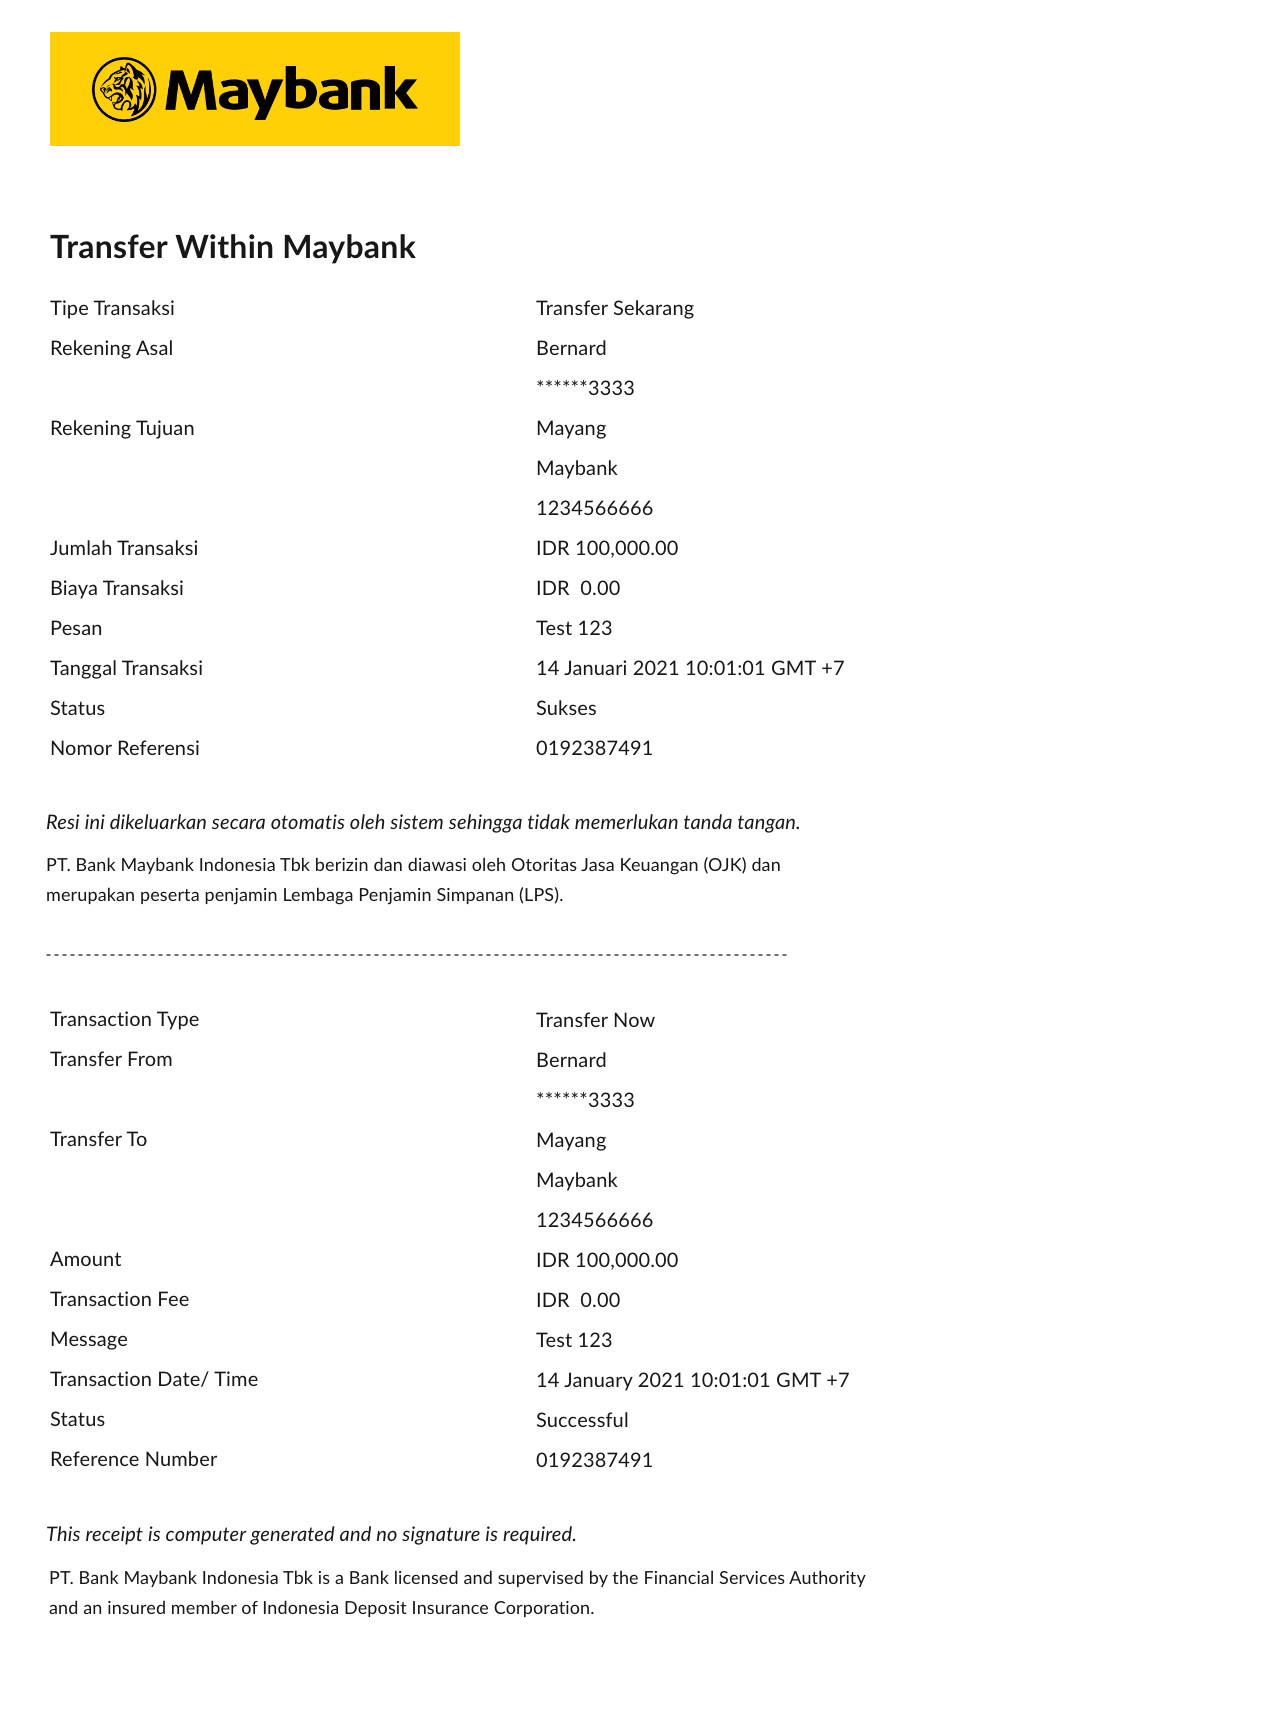 Maybank
Transfer Within Maybank
Tipe Transaksi Transfer Sekarang
Rekening Asal Bernard
******3333
Rekening Tujuan Mayang
Maybank
1234566666
Jumlah Transaksi IDR 100,000.00
Biaya Transaksi IDR  0.00
Pesan Test 123
Tanggal Transaksi 14 Januari 2021 10:01:01 GMT +7
Status Sukses
Nomor Referensi 0192387491
Resi ini dikeluarkan secara otomatis oleh sistem sehingga tidak memerlukan tanda tangan.
PT. Bank Maybank Indonesia Tbk berizin dan diawasi oleh Otoritas Jasa Keuangan (OJK) dan
merupakan peserta penjamin Lembaga Penjamin Simpanan (LPS).
Transaction Type Transfer Now
Transfer From Bernard
******3333
Transfer To Mayang
Maybank
1234566666
Amount IDR 100,000.00
Transaction Fee IDR  0.00
Message Test 123
Transaction Date/ Time 14 January 2021 10:01:01 GMT +7
Status Successful
Reference Number 0192387491
This receipt is computer generated and no signature is required.
PT. Bank Maybank Indonesia Tbk is a Bank licensed and supervised by the Financial Services Authority
and an insured member of Indonesia Deposit Insurance Corporation.